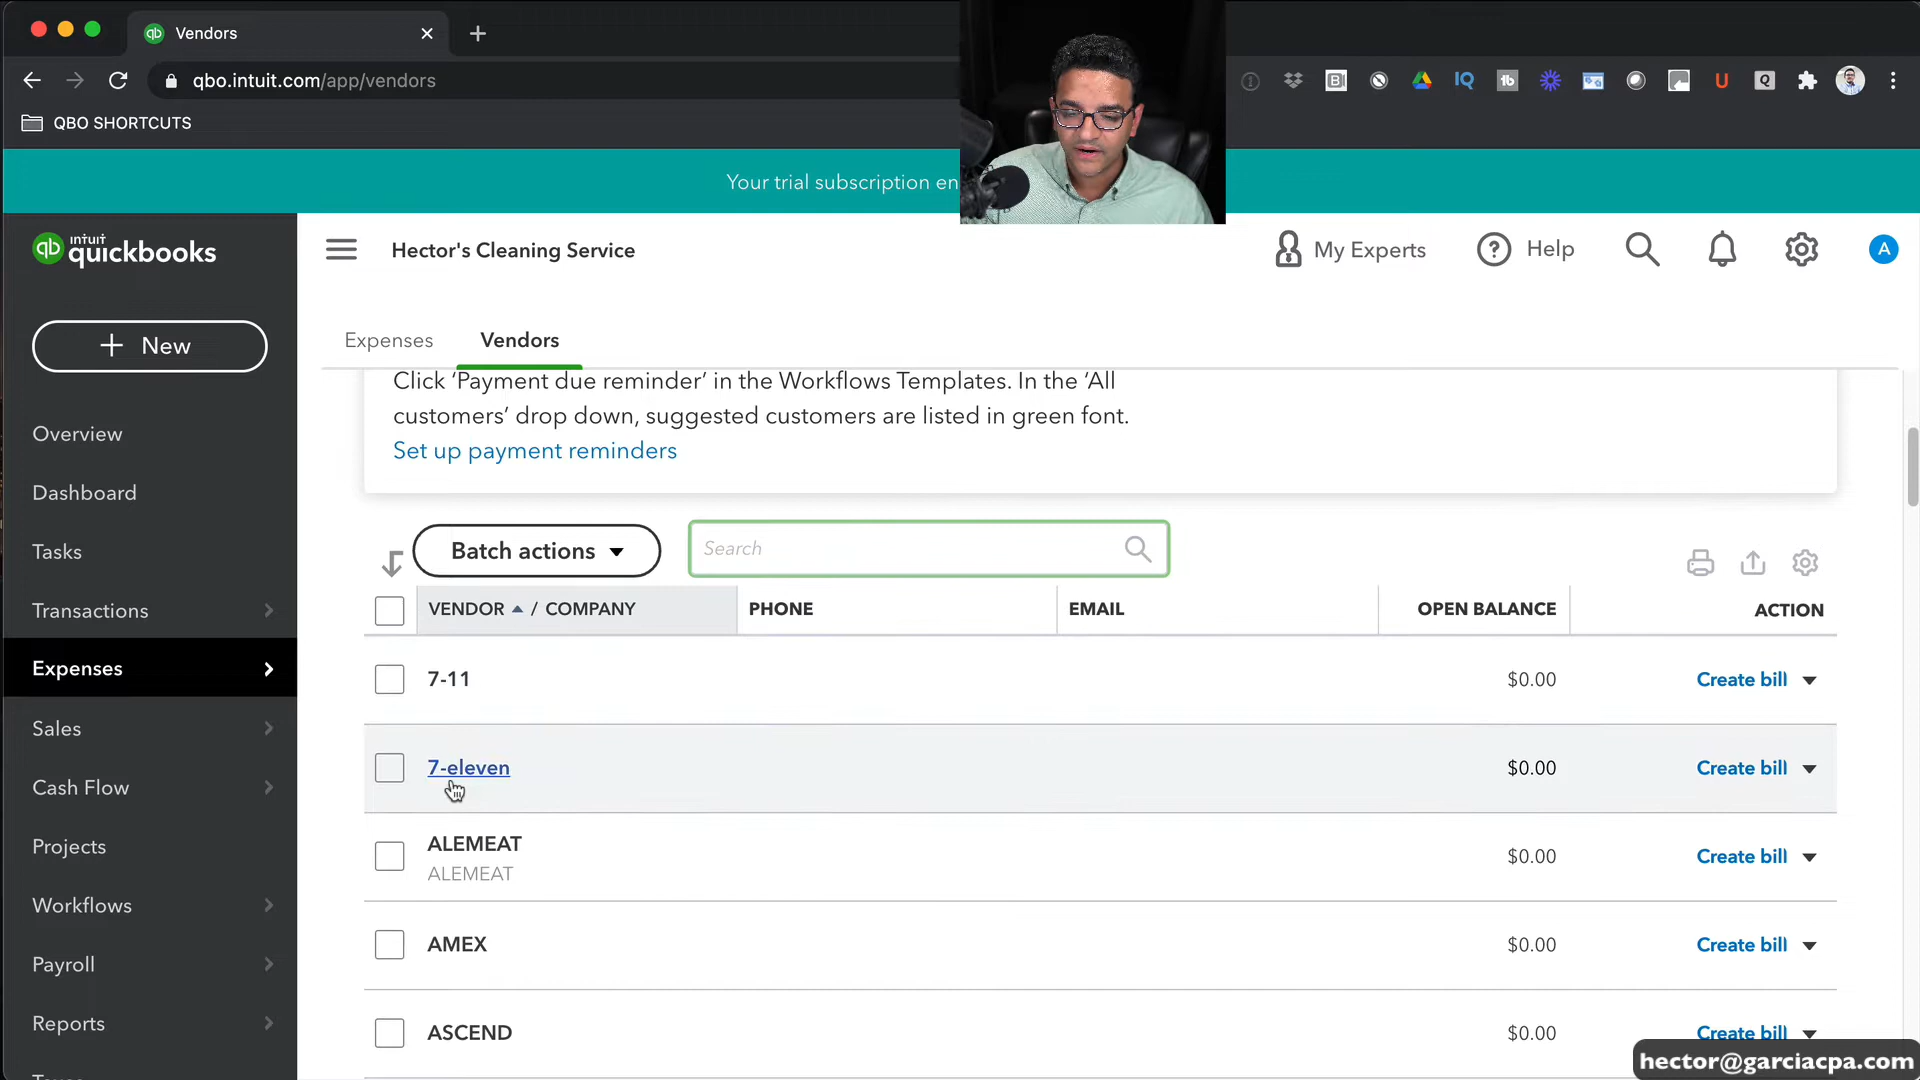 Vendors
qbo.intuit.com/app/vendors
QBO SHORTCUTS
Your trial subscription en
intuit
quickbooks
Hector's Cleaning Service
My Experts
Help
A
New
Expenses
Vendors
Click ‘Payment due reminder’ in the Workflows Templates. In the ‘All
customers’ drop down, suggested customers are listed in green font.
Set up payment reminders
Overview
Dashboard
Tasks
Transactions
Expenses
Sales
Cash Flow
Projects
Workflows
Payroll
Reports
Batch actions
Search
VENDOR / COMPANY PHONE EMAIL OPEN BALANCE ACTION
7-11 $0.00 Create bill
7-eleven $0.00 Create bill
ALEMEAT $0.00 Create bill
ALEMEAT
AMEX $0.00 Create bill
ASCEND $0.00 Create bill
hector@garciacpa.com